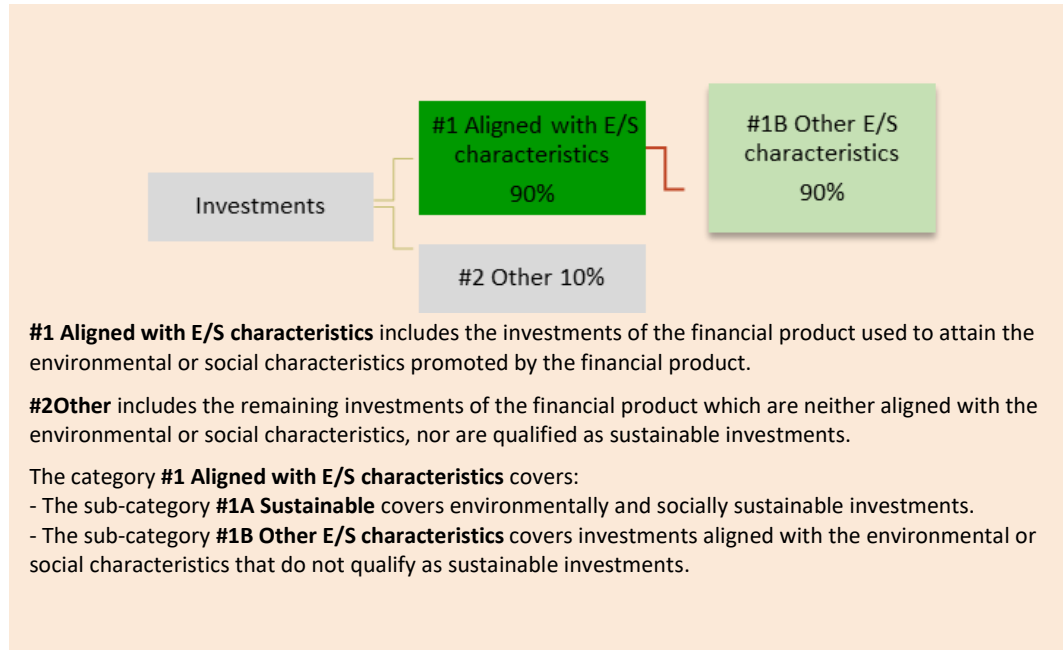 #1 Aligned with E/S
characteristics
90%
#1B Other E/S
characteristics
90%
Investments
#2 Other 10%
#1 Aligned with E/S characteristics includes the investments of the financial product used to attain the
environmental or social characteristics promoted by the financial product.
#2Other includes the remaining investments of the financial product which are neither aligned with the
environmental or social characteristics, nor are qualified as sustainable investments.
The category #1 Aligned with E/S characteristics covers:
- The sub-category #1A Sustainable covers environmentally and socially sustainable investments.
- The sub-category #1B Other E/S characteristics covers investments aligned with the environmental or
social characteristics that do not qualify as sustainable investments.